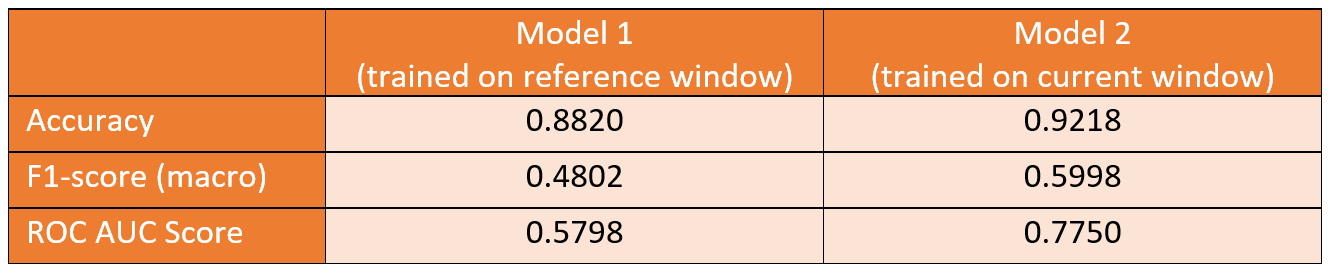 Model 1
(trained on reference window)
Model 2
(trained on current window)
Accuracy 0.8820 0.9218
F1-score (macro) 0.4802 0.5998
ROC AUC Score 0.5798 0.7750